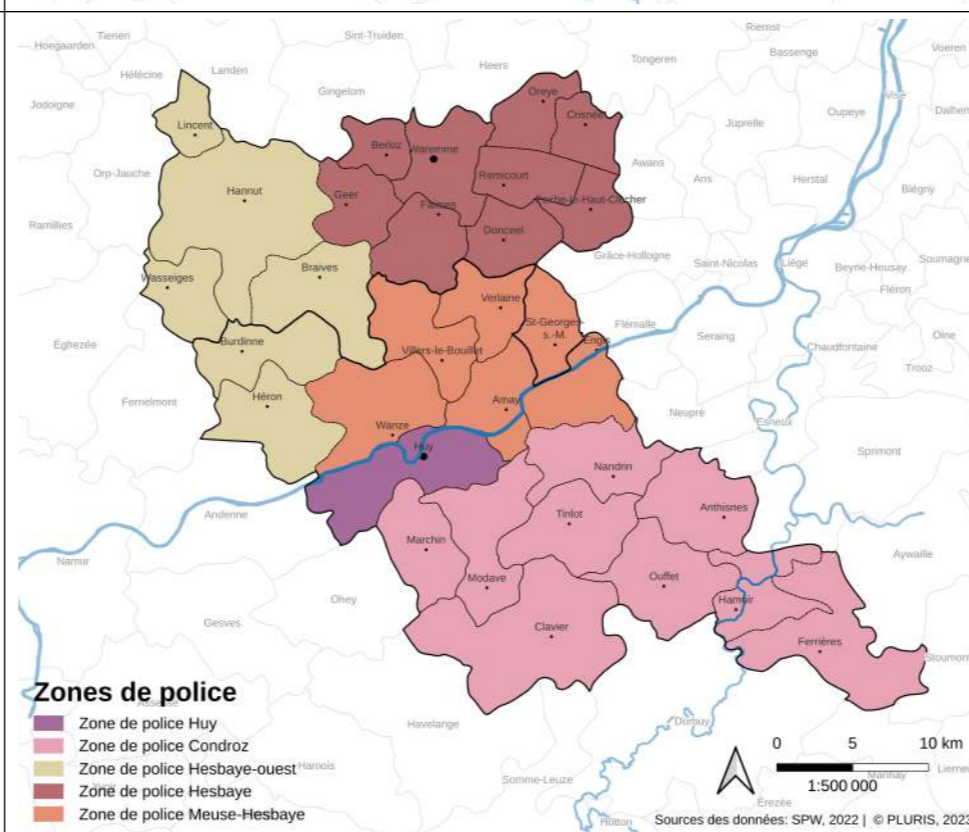 Riemst
Tienen
Sint-Truiden
Hoegaarden
Bassenge
Voeren
Heers
Tongeren
Landen
Hélécine
Gingelom
Oreye
Visé
Jodoigne
Oupeye
Dalhem
Crisnée
Lincent
Juprelle
Berloz
Waremme
Awans
Orp-Jauche
Remicourt
Ans
Herstal
Hannut
Blégny
Geer
Faimes
Fexhe-le-Haut-Clocher
Ramillies
Donceel
Grâce-Hollogne
Saint-Nicolas
Liège
Beyne-Heusay
Soumagne
Braives
Wasseiges
Fléron
Verlaine
St-Georges-
s.-M.
Flémalle
Seraing
Olne
Éghezée
Burdinne
Engis
Chaudfontaine
Villers-le-Bouillet
Trooz
Fernelmont
Héron
Amay
Neupré
Esneux
Wanze
Huy
Sprimont
Nandrin
Anthisnes
Andenne
Tinlot
Marchin
Aywaille
Namur
Modave
Ouffet
Ohey
Hamoir
Gesves
Clavier
Ferrières
Stoumont
Zones de police
Assesse
Havelange
Durbuy
Zone de police Huy
Zone de police Condroz
Zone de police Hesbaye-ouest
Zone de police Hesbaye
Zone de police Meuse-Hesbaye
Hamois
Somme-Leuze
Manhay
Lierneux
Érezée
Hotton
0 5 10 km
1:500 000
Sources des données: SPW, 2022 | © PLURIS, 2023